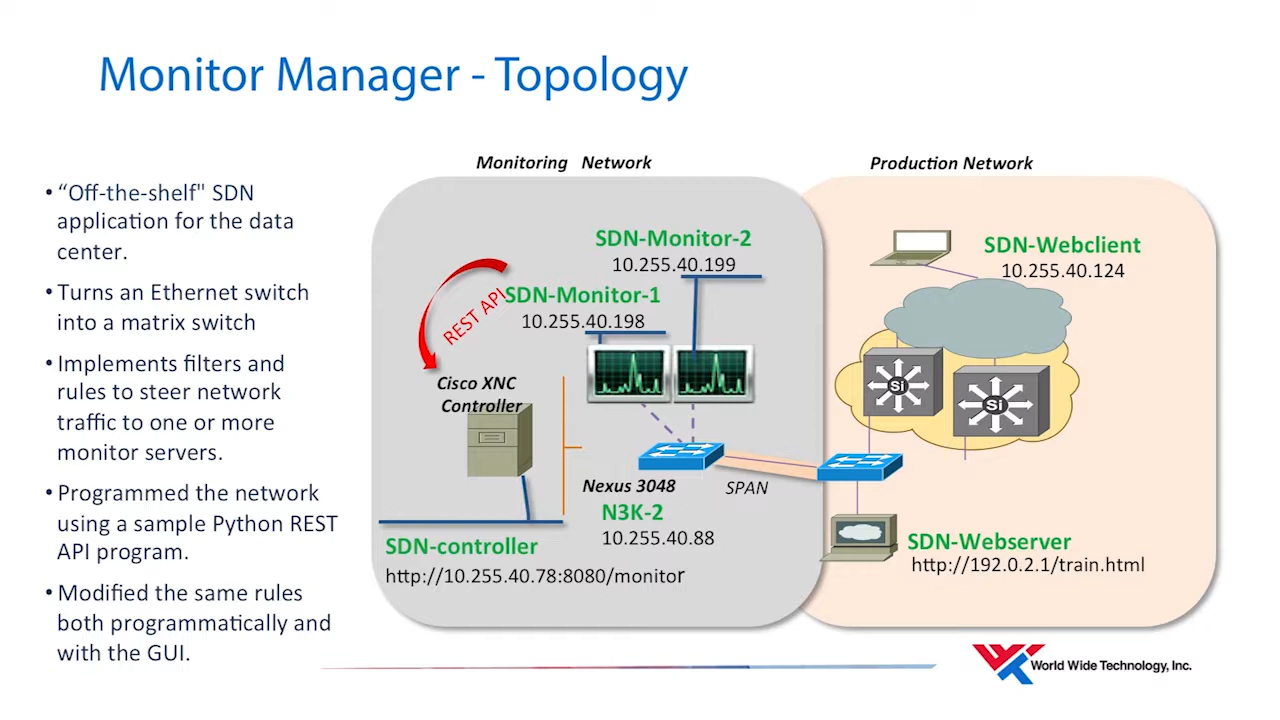 Monitor Manager - Topology
• “Off-the-shelf" SDN
application for the data
center.
• Turns an Ethernet switch
into a matrix switch
• Implements filters and
rules to steer network
traffic to one or more
monitor servers.
• Programmed the network
using a sample Python REST
API program.
• Modified the same rules
both programmatically and
with the GUI.
Monitoring Network
SDN-Monitor-2
10.255.40.199
SDN-Monitor-1
10.255.40.198
REST API
Cisco XNC
Controller
Nexus 3048
N3K-2
10.255.40.88
SPAN
SDN-controller
http://10.255.40.78:8080/monitor
Production Network
SDN-Webclient
10.255.40.124
Si
Si
SDN-Webserver
http://192.0.2.1/train.html
World Wide Technology, Inc.